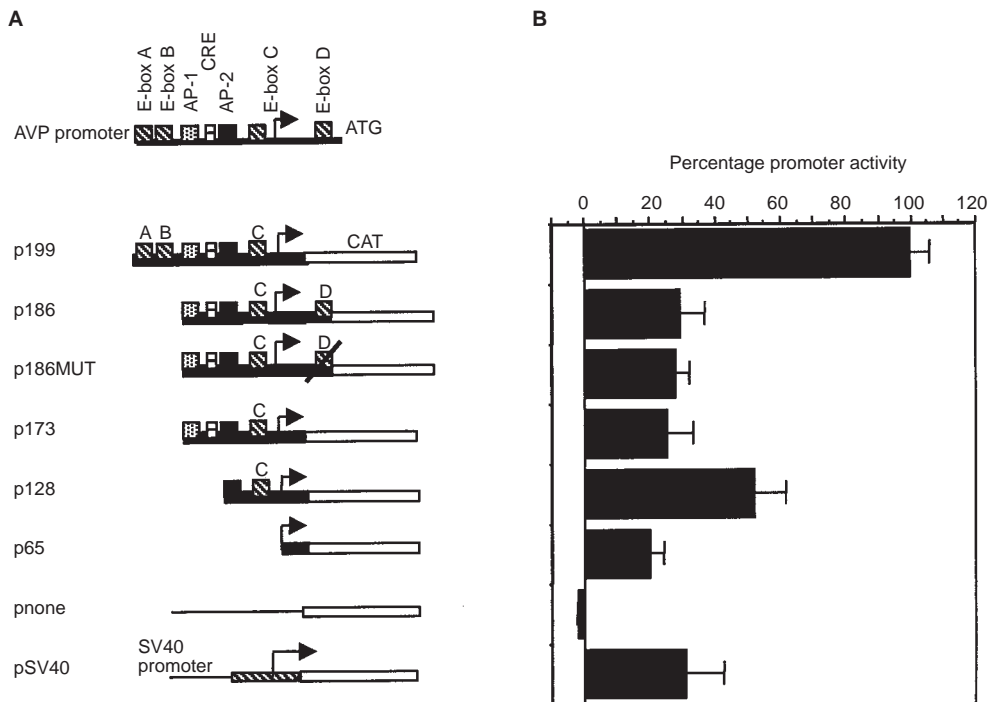 A
B
E-box A
E-box B
AP-1
CRE
AP-2
E-box C
E-box D
AVP promoter
ATG
Percentage promoter activity
0 20 40 60 80 100 120
p199
A B C CAT
p186
C D
p186MUT
C D
p173
C
p128
C
p65
pnone
SV40
promoter
pSV40